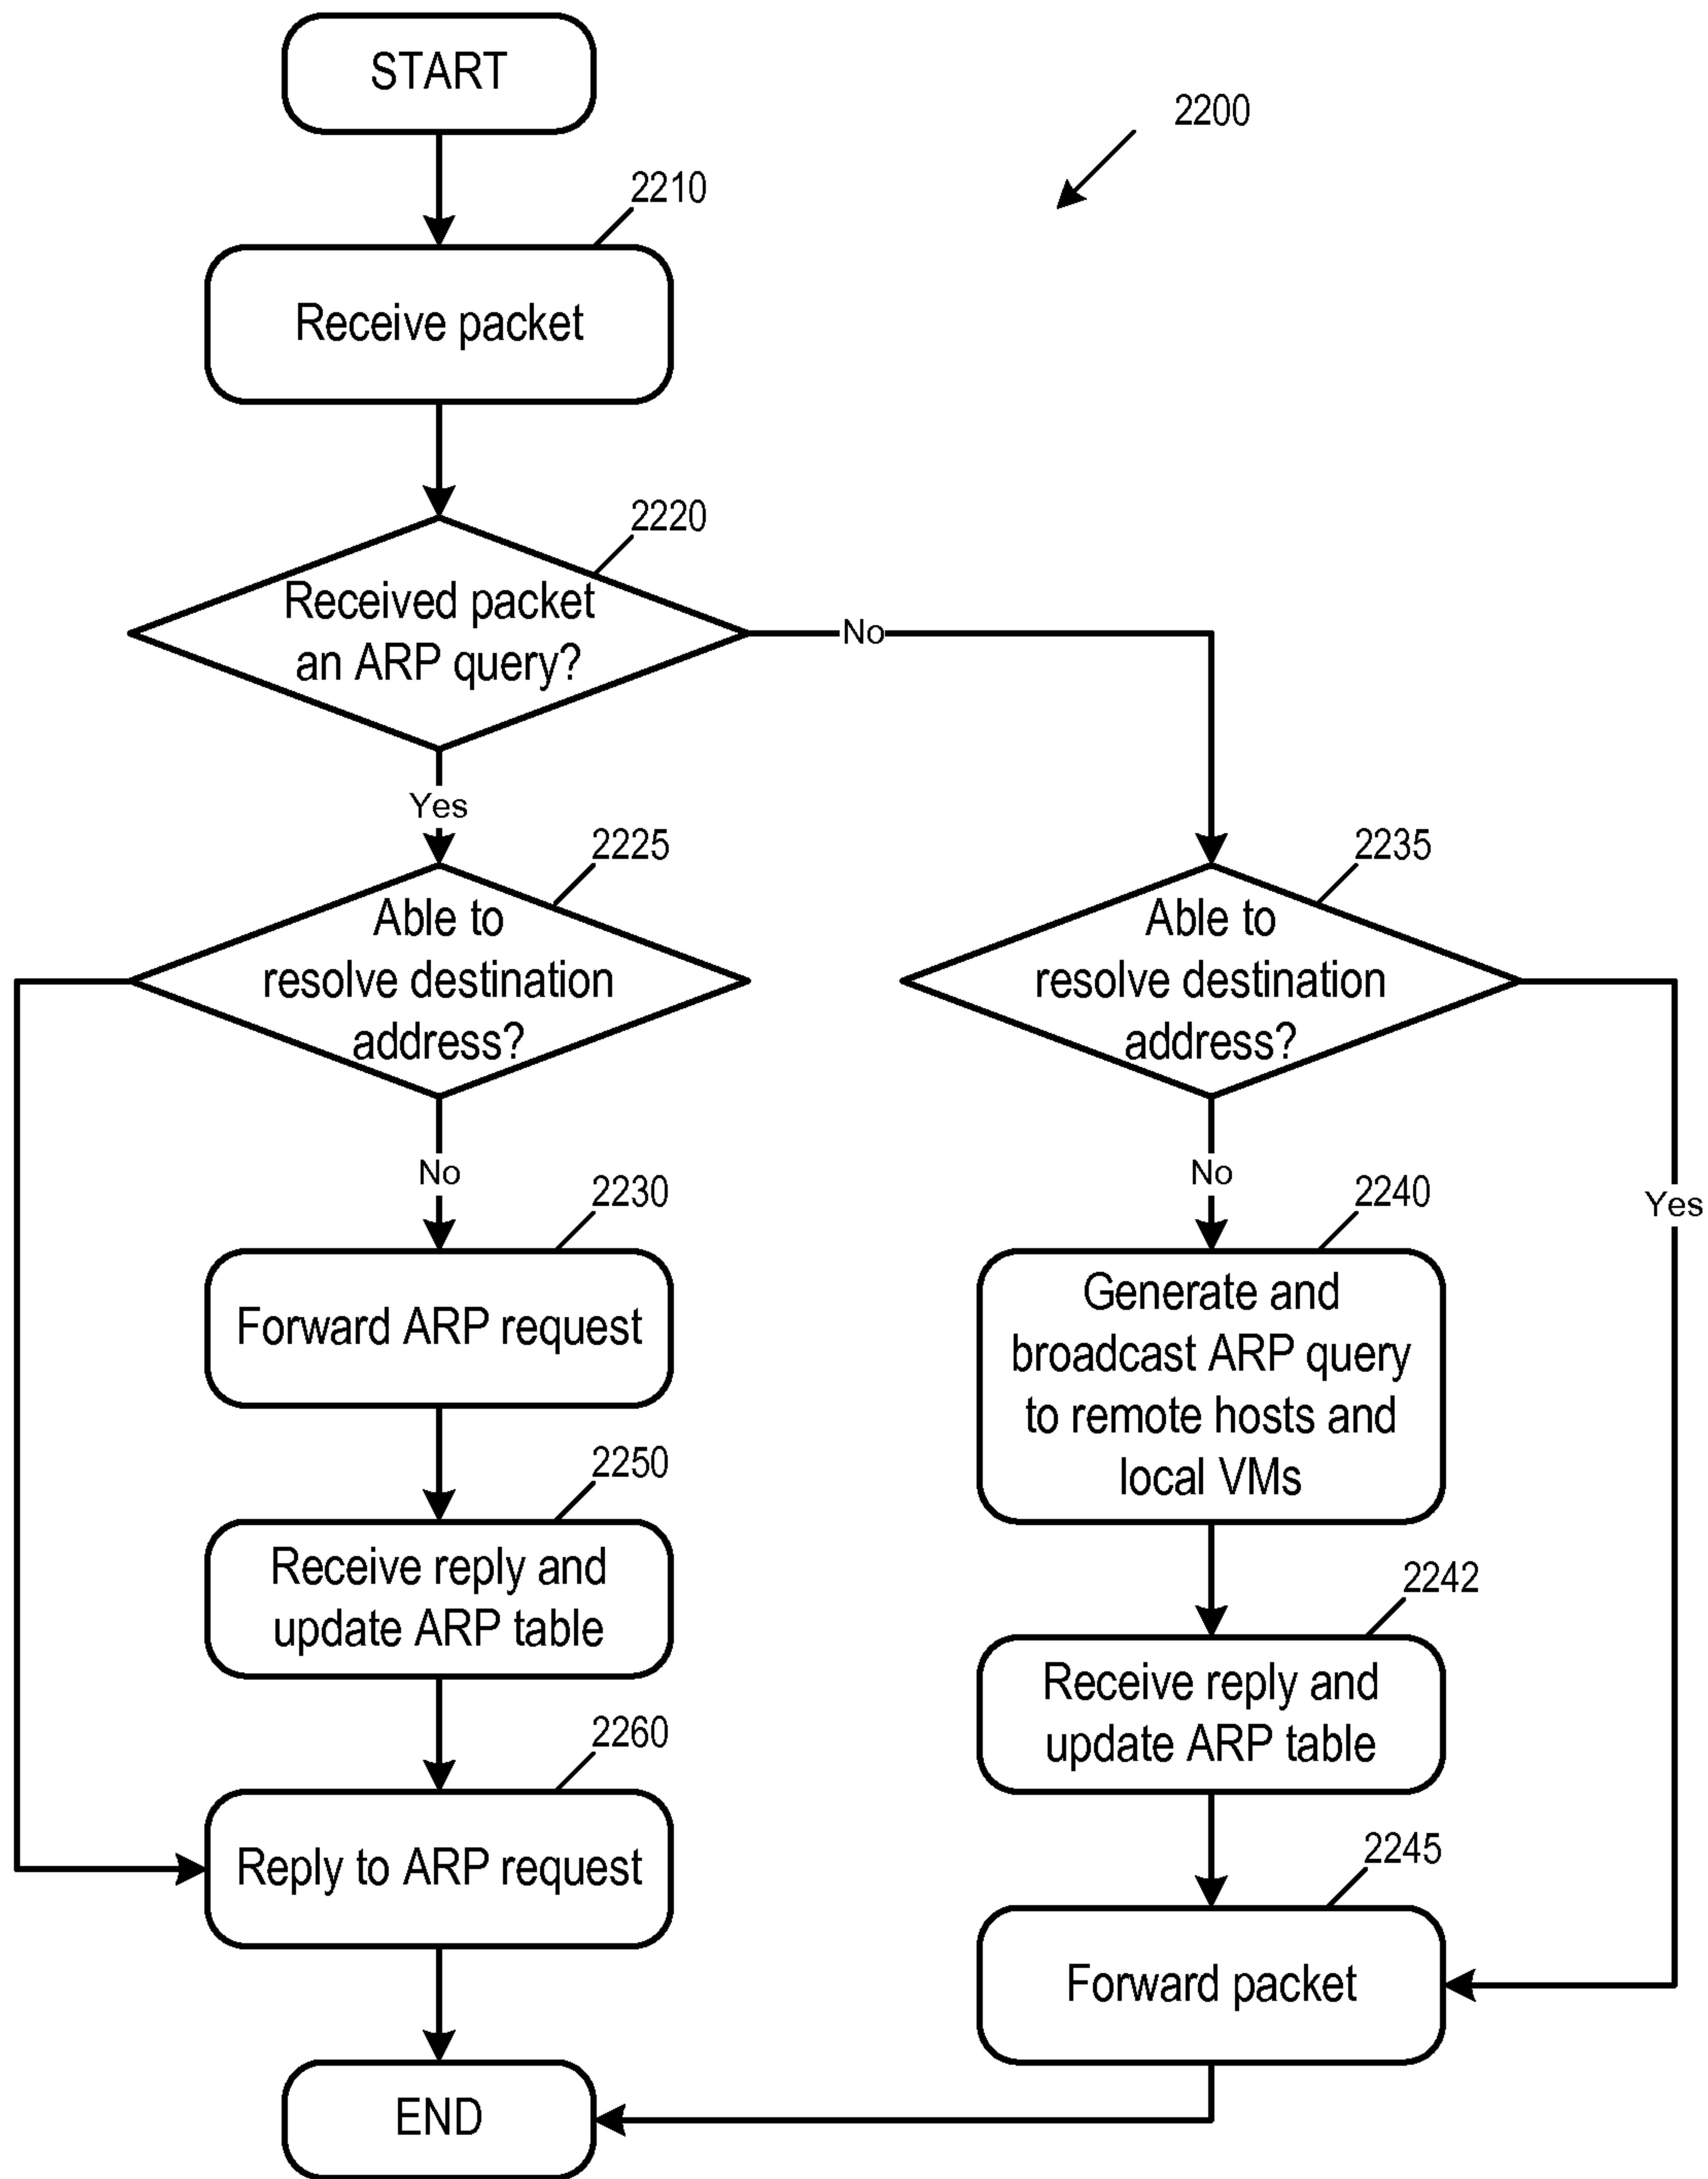 START
2200
2210
Receive packet
2220
Received packet
an ARP query?
No
Yes
2225
Able to
resolve destination
address?
2235
Able to
resolve destination
address?
No
2230
Forward ARP request
2250
Receive reply and
update ARP table
2260
Reply to ARP request
No
2240
Yes
Generate and
broadcast ARP query
to remote hosts and
local VMs
2242
Receive reply and
update ARP table
2245
Forward packet
END